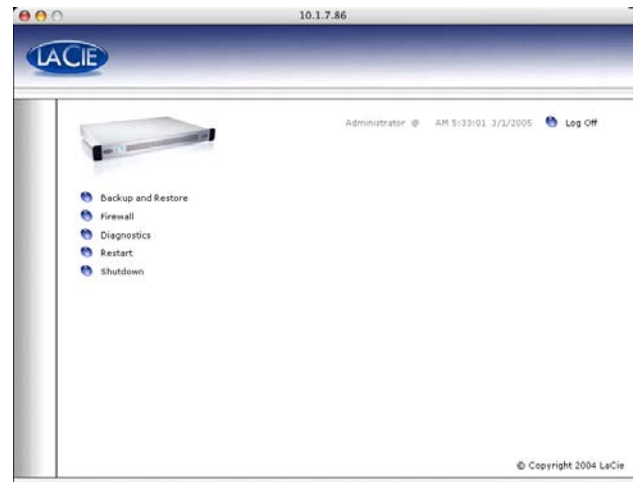 10.1.7.86
LACIE
Administrator @ AM 5:33:01 3/1/2005 Log Off
Backup and Restore
Firewall
Diagnostics
Restart
Shutdown
© Copyright 2004 LaCie